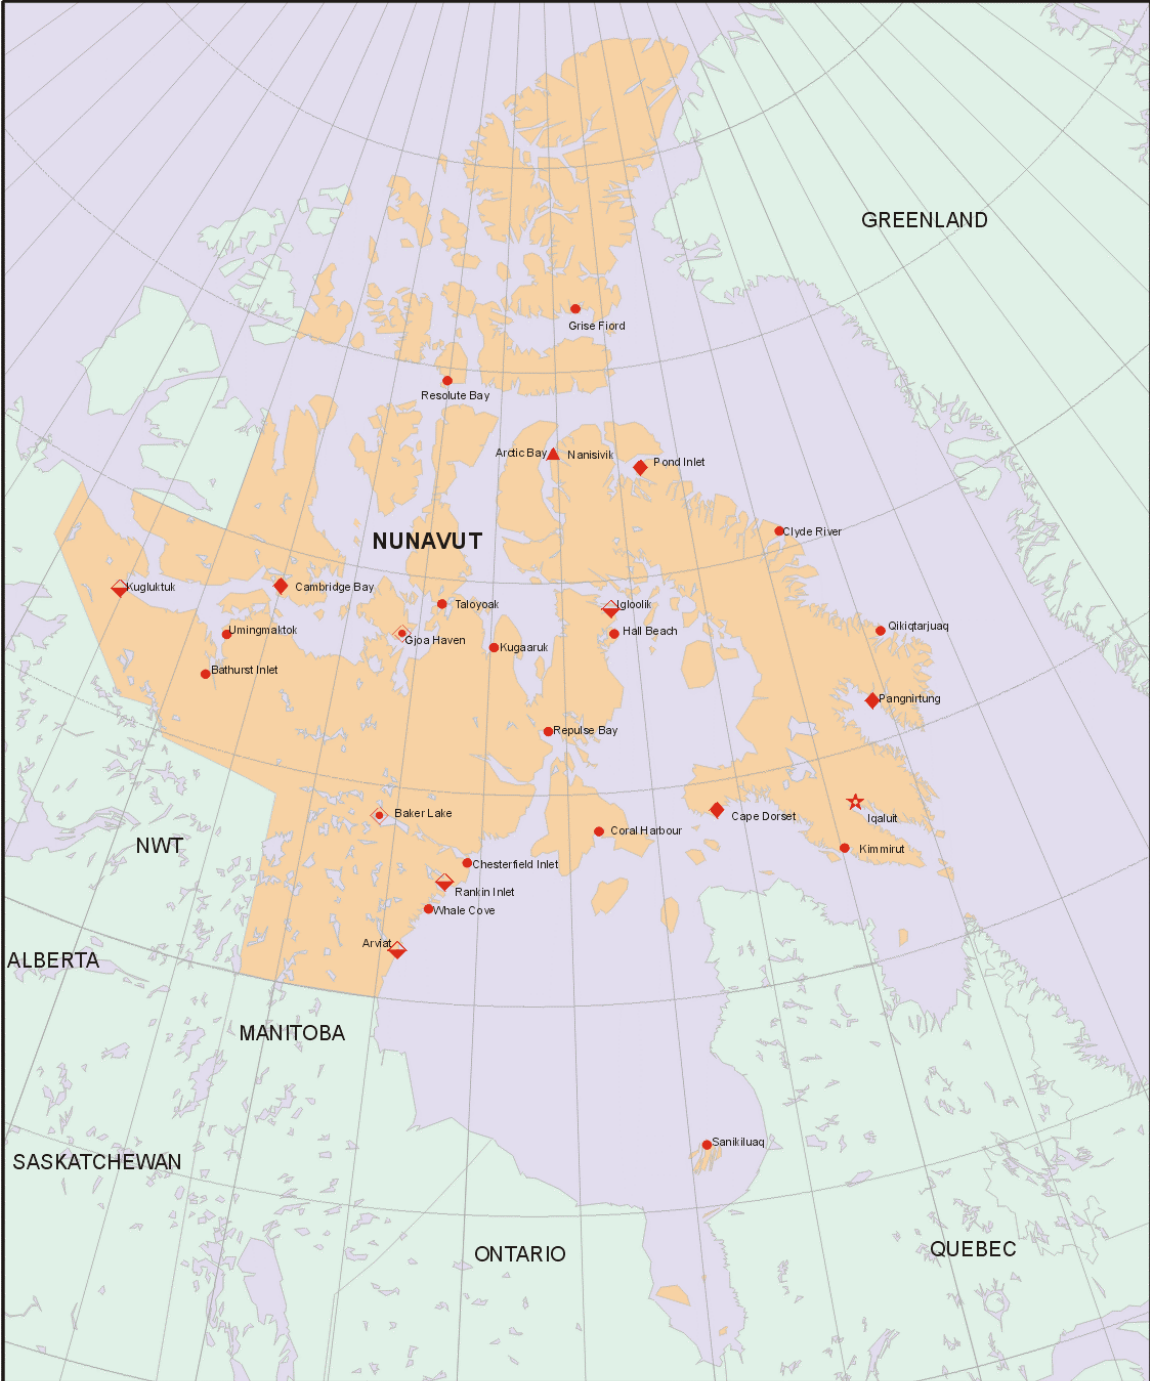 GREENLAND
Grise Fiord
Resolute Bay
Arctic Bay
Nanisivik
Pond Inlet
Clyde River
NUNAVUT
Kugluktuk
Cambridge Bay
Taloyoak
Igloolik
Hall Beach
Qikiqtarjuaq
Umingmaktok
Gjoa Haven
Kugaaruk
Bathurst Inlet
Pangnirtung
Repulse Bay
Baker Lake
Cape Dorset
Iqaluit
Coral Harbour
NWT
Kimmirut
Chesterfield Inlet
Rankin Inlet
Whale Cove
Arviat
ALBERTA
MANITOBA
Sanikiluaq
SASKATCHEWAN
ONTARIO
QUEBEC